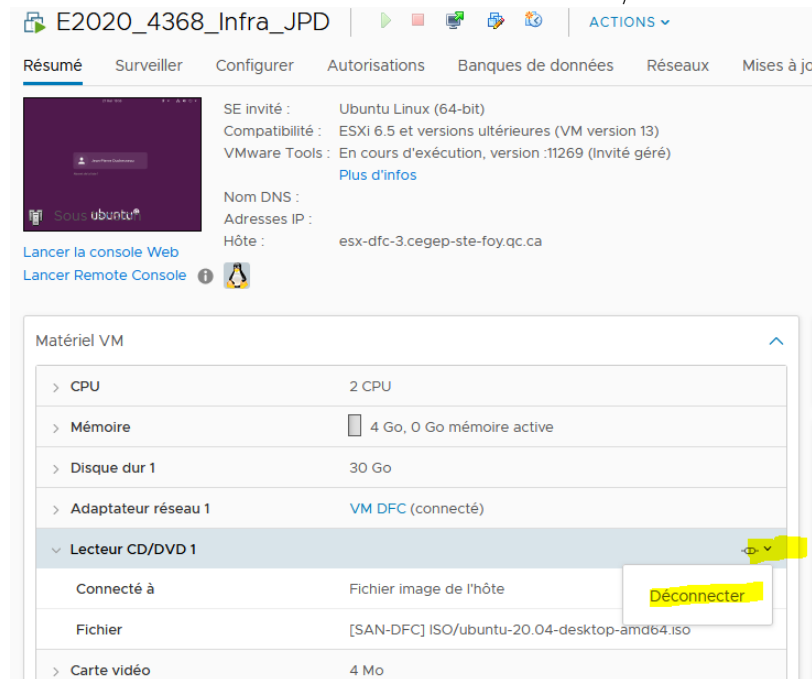 E2020_4368_Infra_JPD ACTIONS
Résumé Surveiller Configurer Autorisations Banques de données Réseaux Mises à jo
SE invité : Ubuntu Linux (64-bit)
Compatibilité : ESXi 6.5 et versions ultérieures (VM version 13)
VMware Tools : En cours d'exécution, version :11269 (Invité géré)
Plus d'infos
Nom DNS :
Adresses IP :
Hôte : esx-dfc-3.cegep-ste-foy.qc.ca
Sous ubuntu
Lancer la console Web
Lancer Remote Console
Matériel VM
CPU 2 CPU
Mémoire 4 Go, 0 Go mémoire active
Disque dur 1 30 Go
Adaptateur réseau 1 VM DFC (connecté)
Lecteur CD/DVD 1
Connecté à Fichier image de l'hôte
Déconnecter
Fichier [SAN-DFC] ISO/ubuntu-20.04-desktop-amd64.iso
Carte vidéo 4 Mo